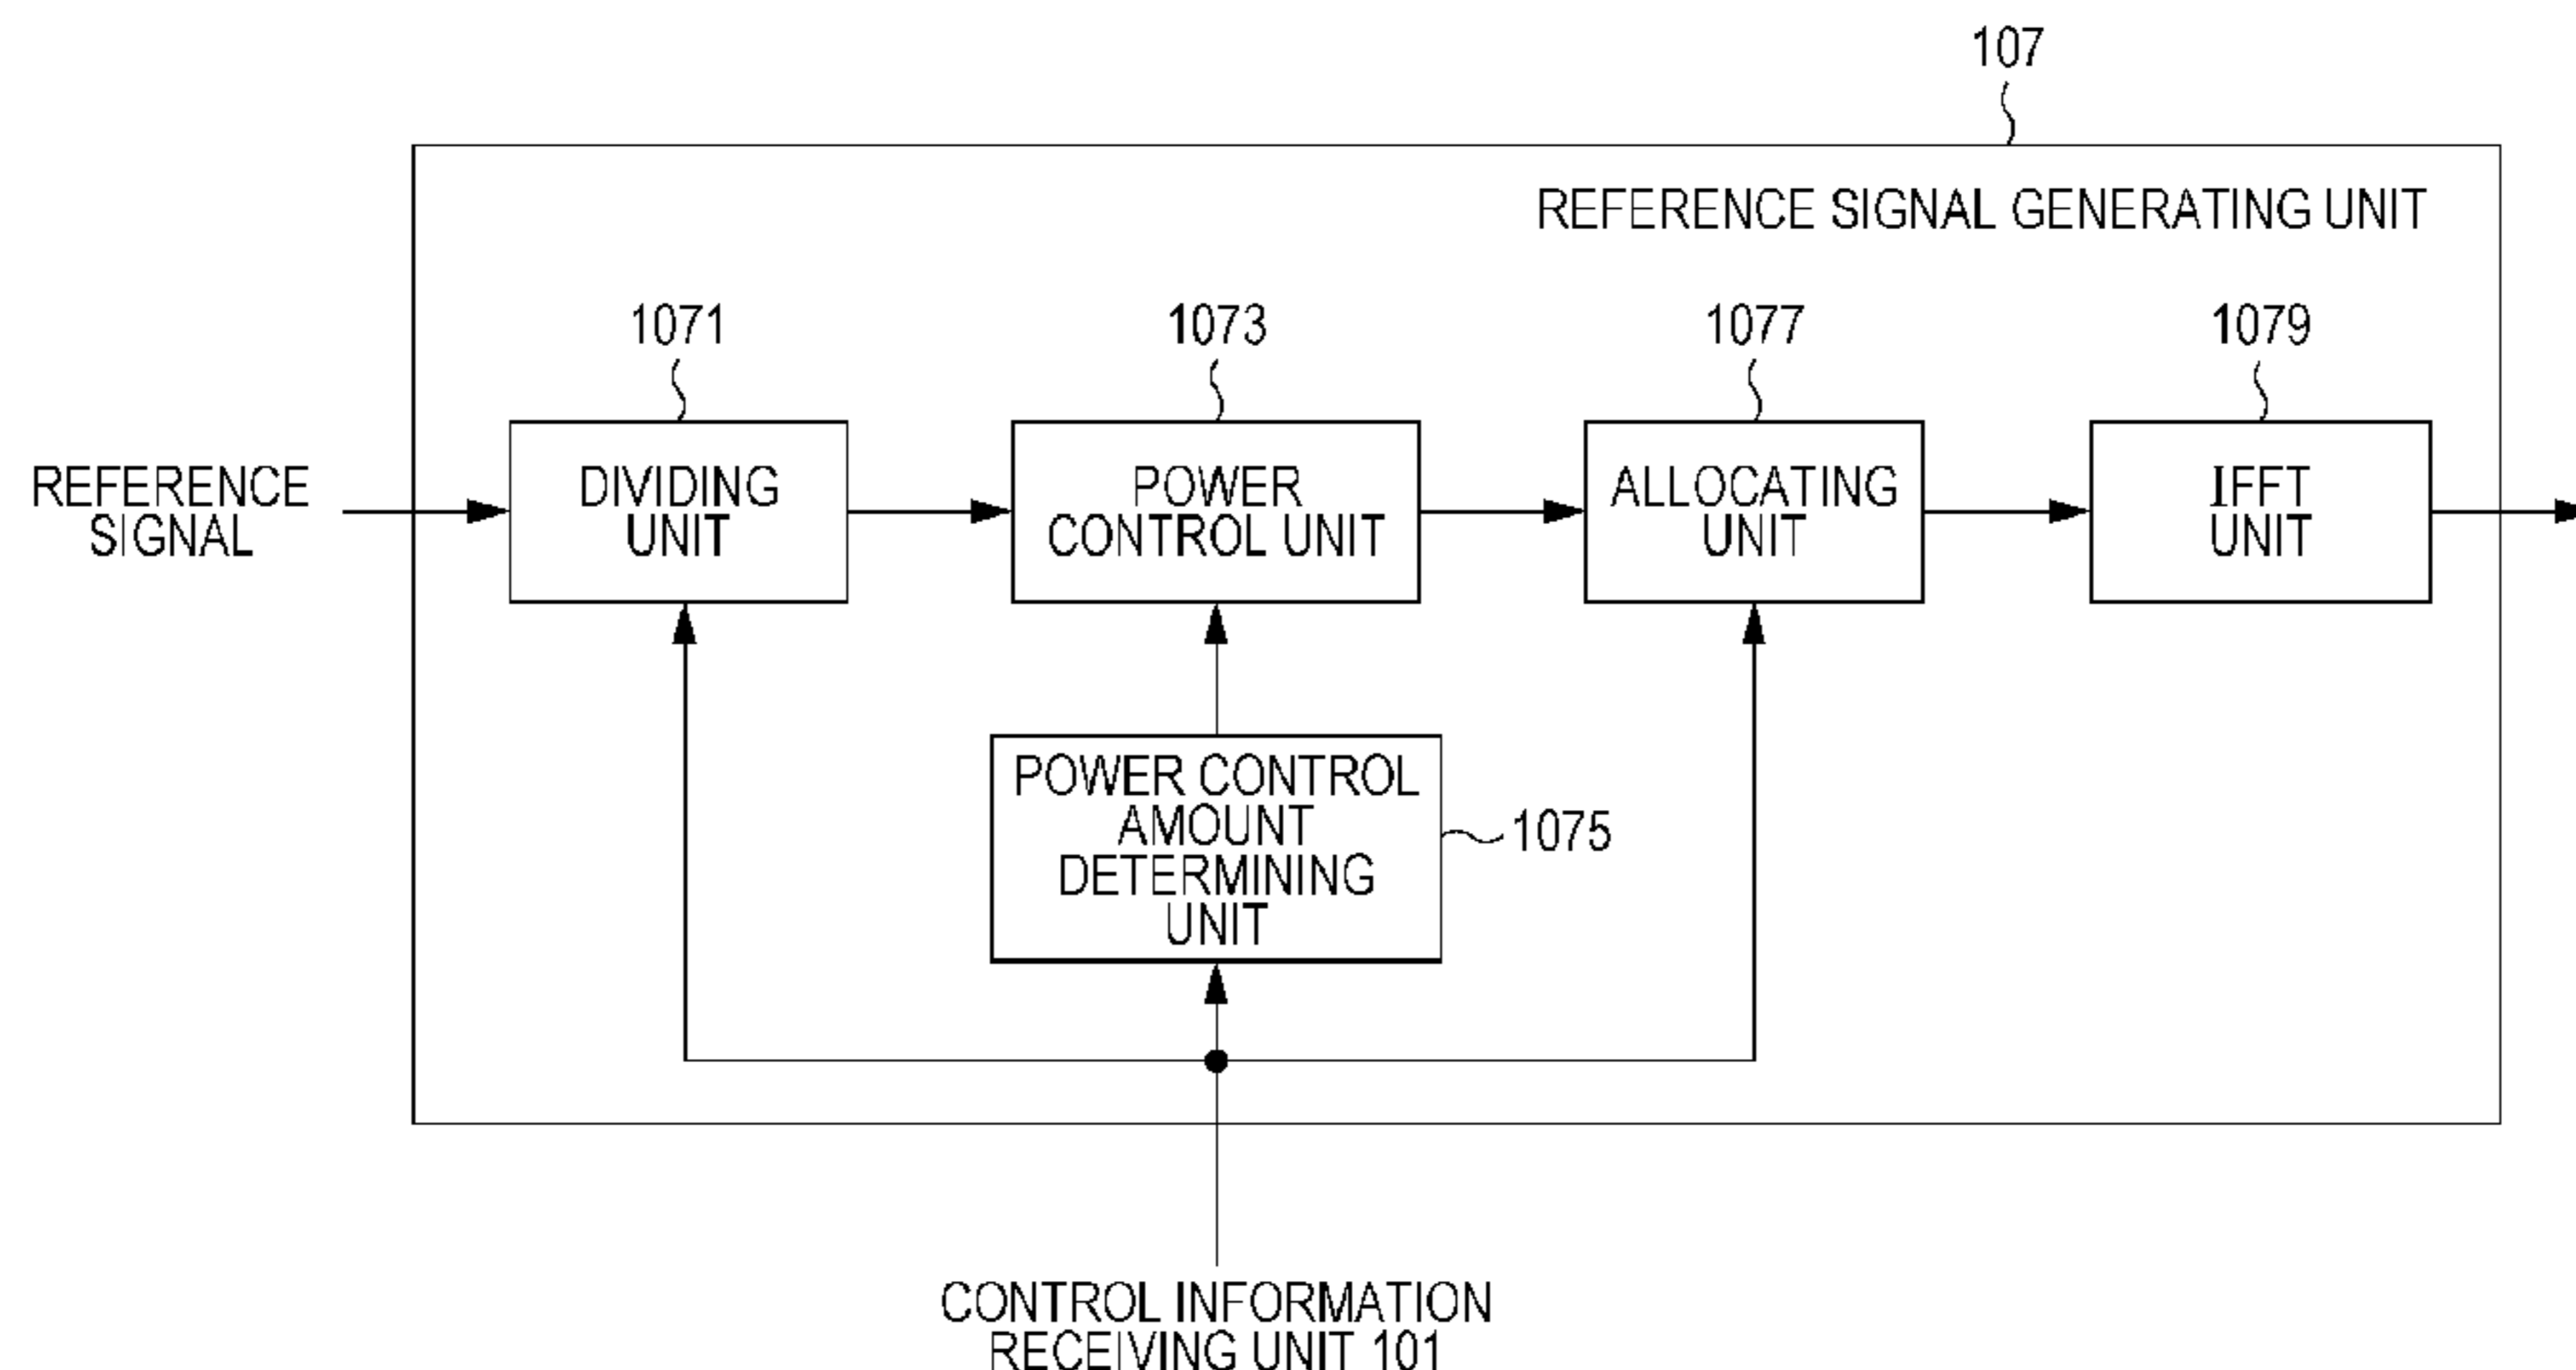 107
REFERENCE SIGNAL GENERATING UNIT
1071
1073
1077
1079
REFERENCE
SIGNAL
DIVIDING
UNIT
POWER
CONTROL UNIT
ALLOCATING
UNIT
IFFT
UNIT
POWER CONTROL
AMOUNT
DETERMINING
UNIT
1075
CONTROL INFORMATION
RECEIVING UNIT 101